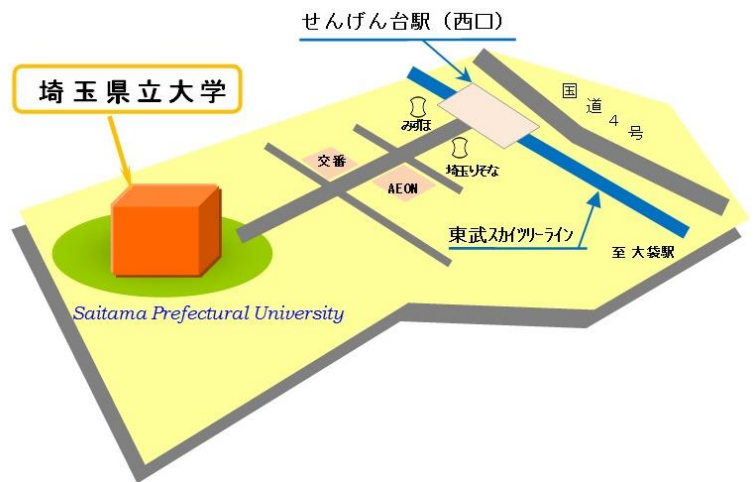 せんげん台駅（西口）
埼玉県立大学
国道４号
みずほ
交番
埼玉りそな
AEON
東武ｽｶｲﾂﾘｰﾗｲﾝ
至 大袋駅
Saitama Prefectural University